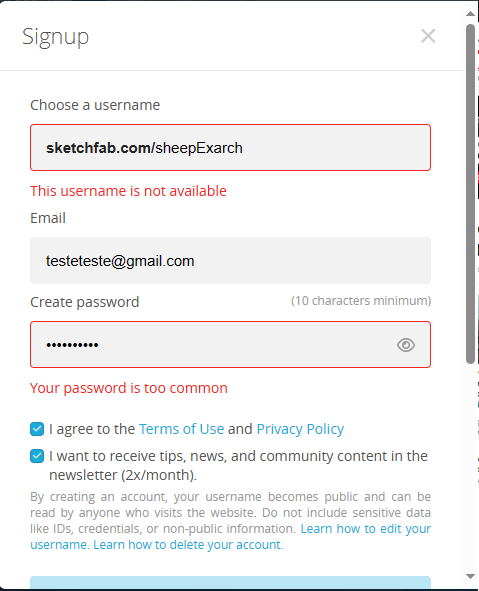 Signup
Choose a username
sketchfab.com/sheepExarch
This username is not available
Email
testeteste@gmail.com
Create password (10 characters minimum)
••••••••••
Your password is too common
I agree to the Terms of Use and Privacy Policy
I want to receive tips, news, and community content in the
newsletter (2x/month).
By creating an account, your username becomes public and can be
read by anyone who visits the website. Do not include sensitive data
like IDs, credentials, or non-public information. Learn how to edit your
username. Learn how to delete your account.